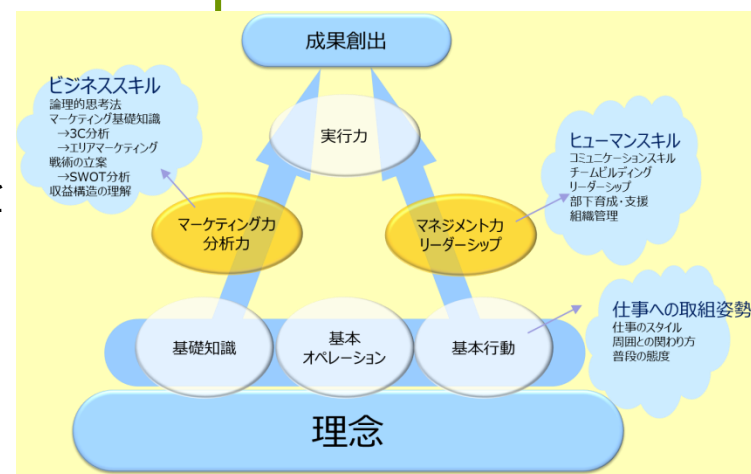 成果創出
ビジネススキル
論理的思考法
マーケティング基礎知識
→3C分析
→エリアマーケティング
戦術の立案
→SWOT分析
収益構造の理解
実行力
ヒューマンスキル
コミュニケーションスキル
チームビルディング
リーダーシップ
部下育成・支援
組織管理
マーケティング力
分析力
マネジメント力
リーダーシップ
仕事への取組姿勢
仕事のスタイル
周囲との関わり方
普段の態度
基礎知識
基本
オペレーション
基本行動
理念